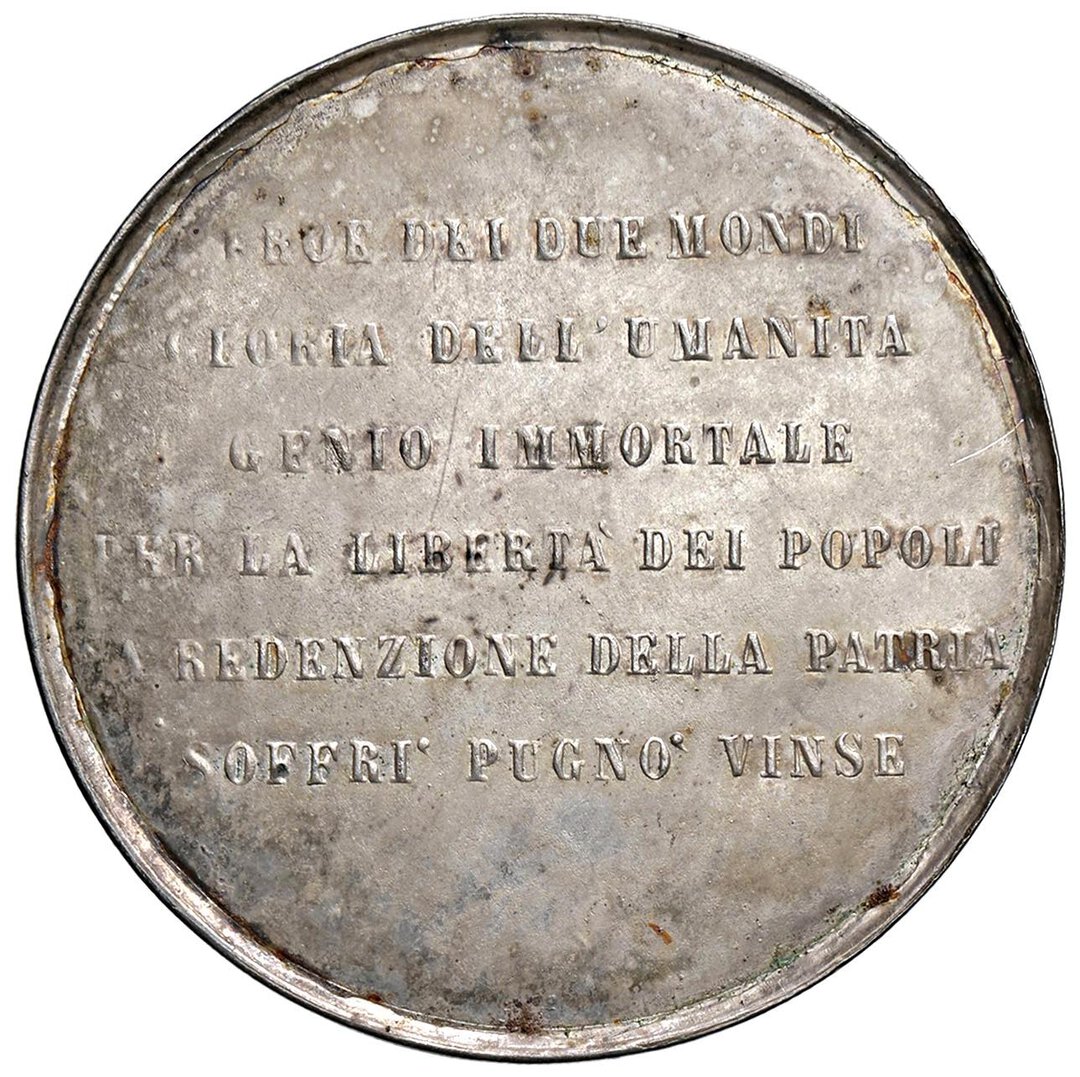 EROE DEI DUE MONDI
GLORIA DELL'UMANITA
GENIO IMMORTALE
PER LA LIBERTÀ DEI POPOLI
LA REDENZIONE DELLA PATRIA
SOFFRI' PUGNO' VINSE